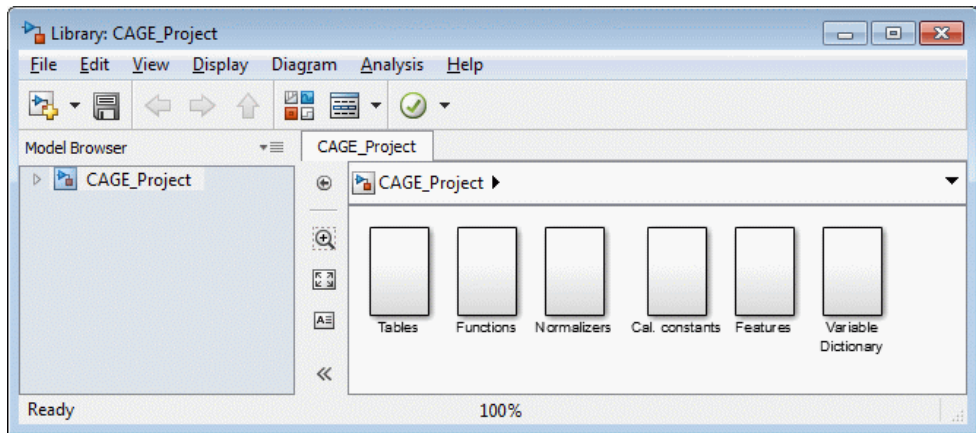 Library: CAGE_Project
File Edit View Display Diagram Analysis Help
Model Browser
CAGE_Project
CAGE_Project
CAGE_Project
Tables
Functions
Normalizers
Cal. constants
Features
Variable
Dictionary
Ready
100%